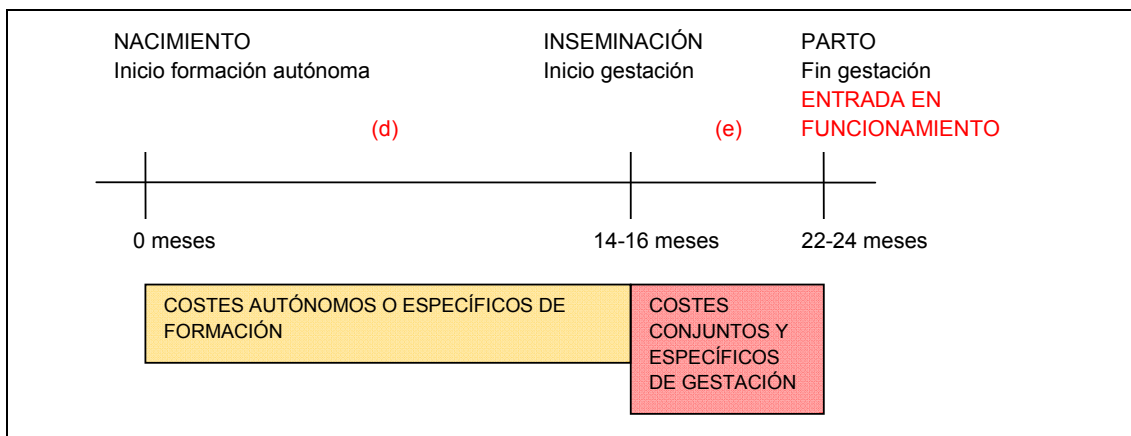 NACIMIENTO
Inicio formación autónoma
INSEMINACIÓN
Inicio gestación
PARTO
Fin gestación
ENTRADA EN
FUNCIONAMIENTO
(d)
(e)
0 meses
14-16 meses
22-24 meses
COSTES AUTÓNOMOS O ESPECÍFICOS DE
FORMACIÓN
COSTES
CONJUNTOS Y
ESPECÍFICOS
DE GESTACIÓN